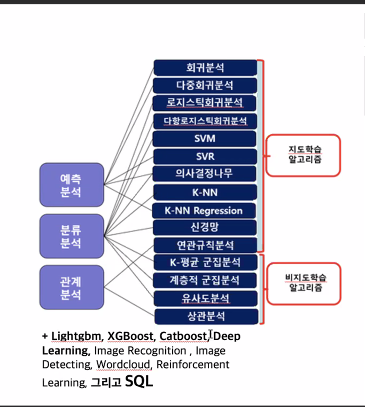 회귀분석
다중회귀분석
로지스틱회귀분석
다항로지스틱회귀분석
SVM
SVR
의사결정나무
K-NN
K-NN Regression
신경망
연관규칙분석
K-평균 군집분석
계층적 군집분석
유사도분석
상관분석
예측
분석
분류
분석
관계
분석
지도학습
알고리즘
비지도학습
알고리즘
+ Lightgbm, XGBoost, Catboost, Deep
Learning, Image Recognition , Image
Detecting, Wordcloud, Reinforcement
Learning, 그리고 SQL